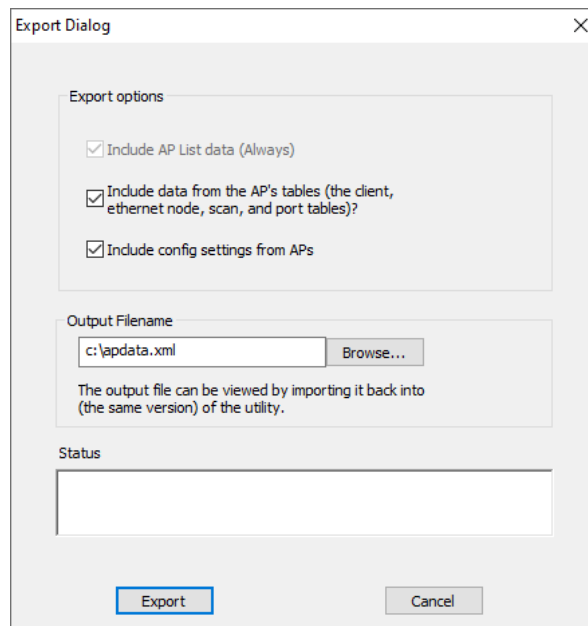 Export Dialog
Export options
Include AP List data (Always)
Include data from the AP's tables (the client,
ethernet node, scan, and port tables)?
Include config settings from APs
Output Filename
c:\apdata.xml
Browse...
The output file can be viewed by importing it back into
(the same version) of the utility.
Status
Export
Cancel